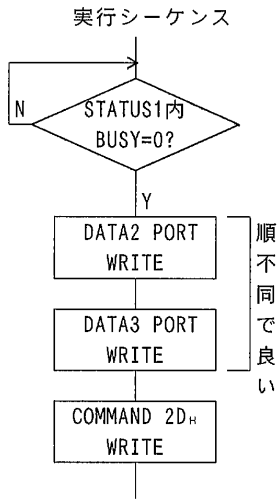 実行シーケンス
N
STATUS1内
BUSY=0?
Y
DATA2 PORT
WRITE
DATA3 PORT
WRITE
順不同で良い
COMMAND 2DH
WRITE